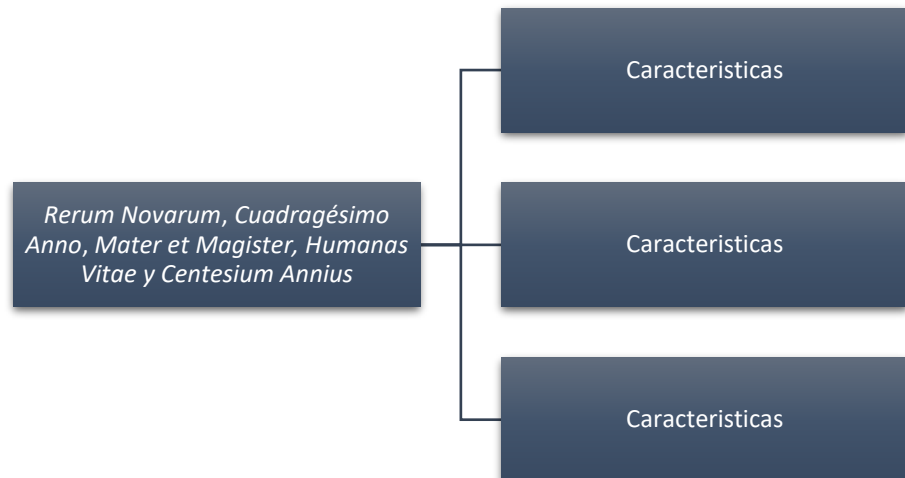 Caracteristicas
Rerum Novarum, Cuadragésimo
Anno, Mater et Magister, Humanas
Vitae y Centesium Annius
Caracteristicas
Caracteristicas